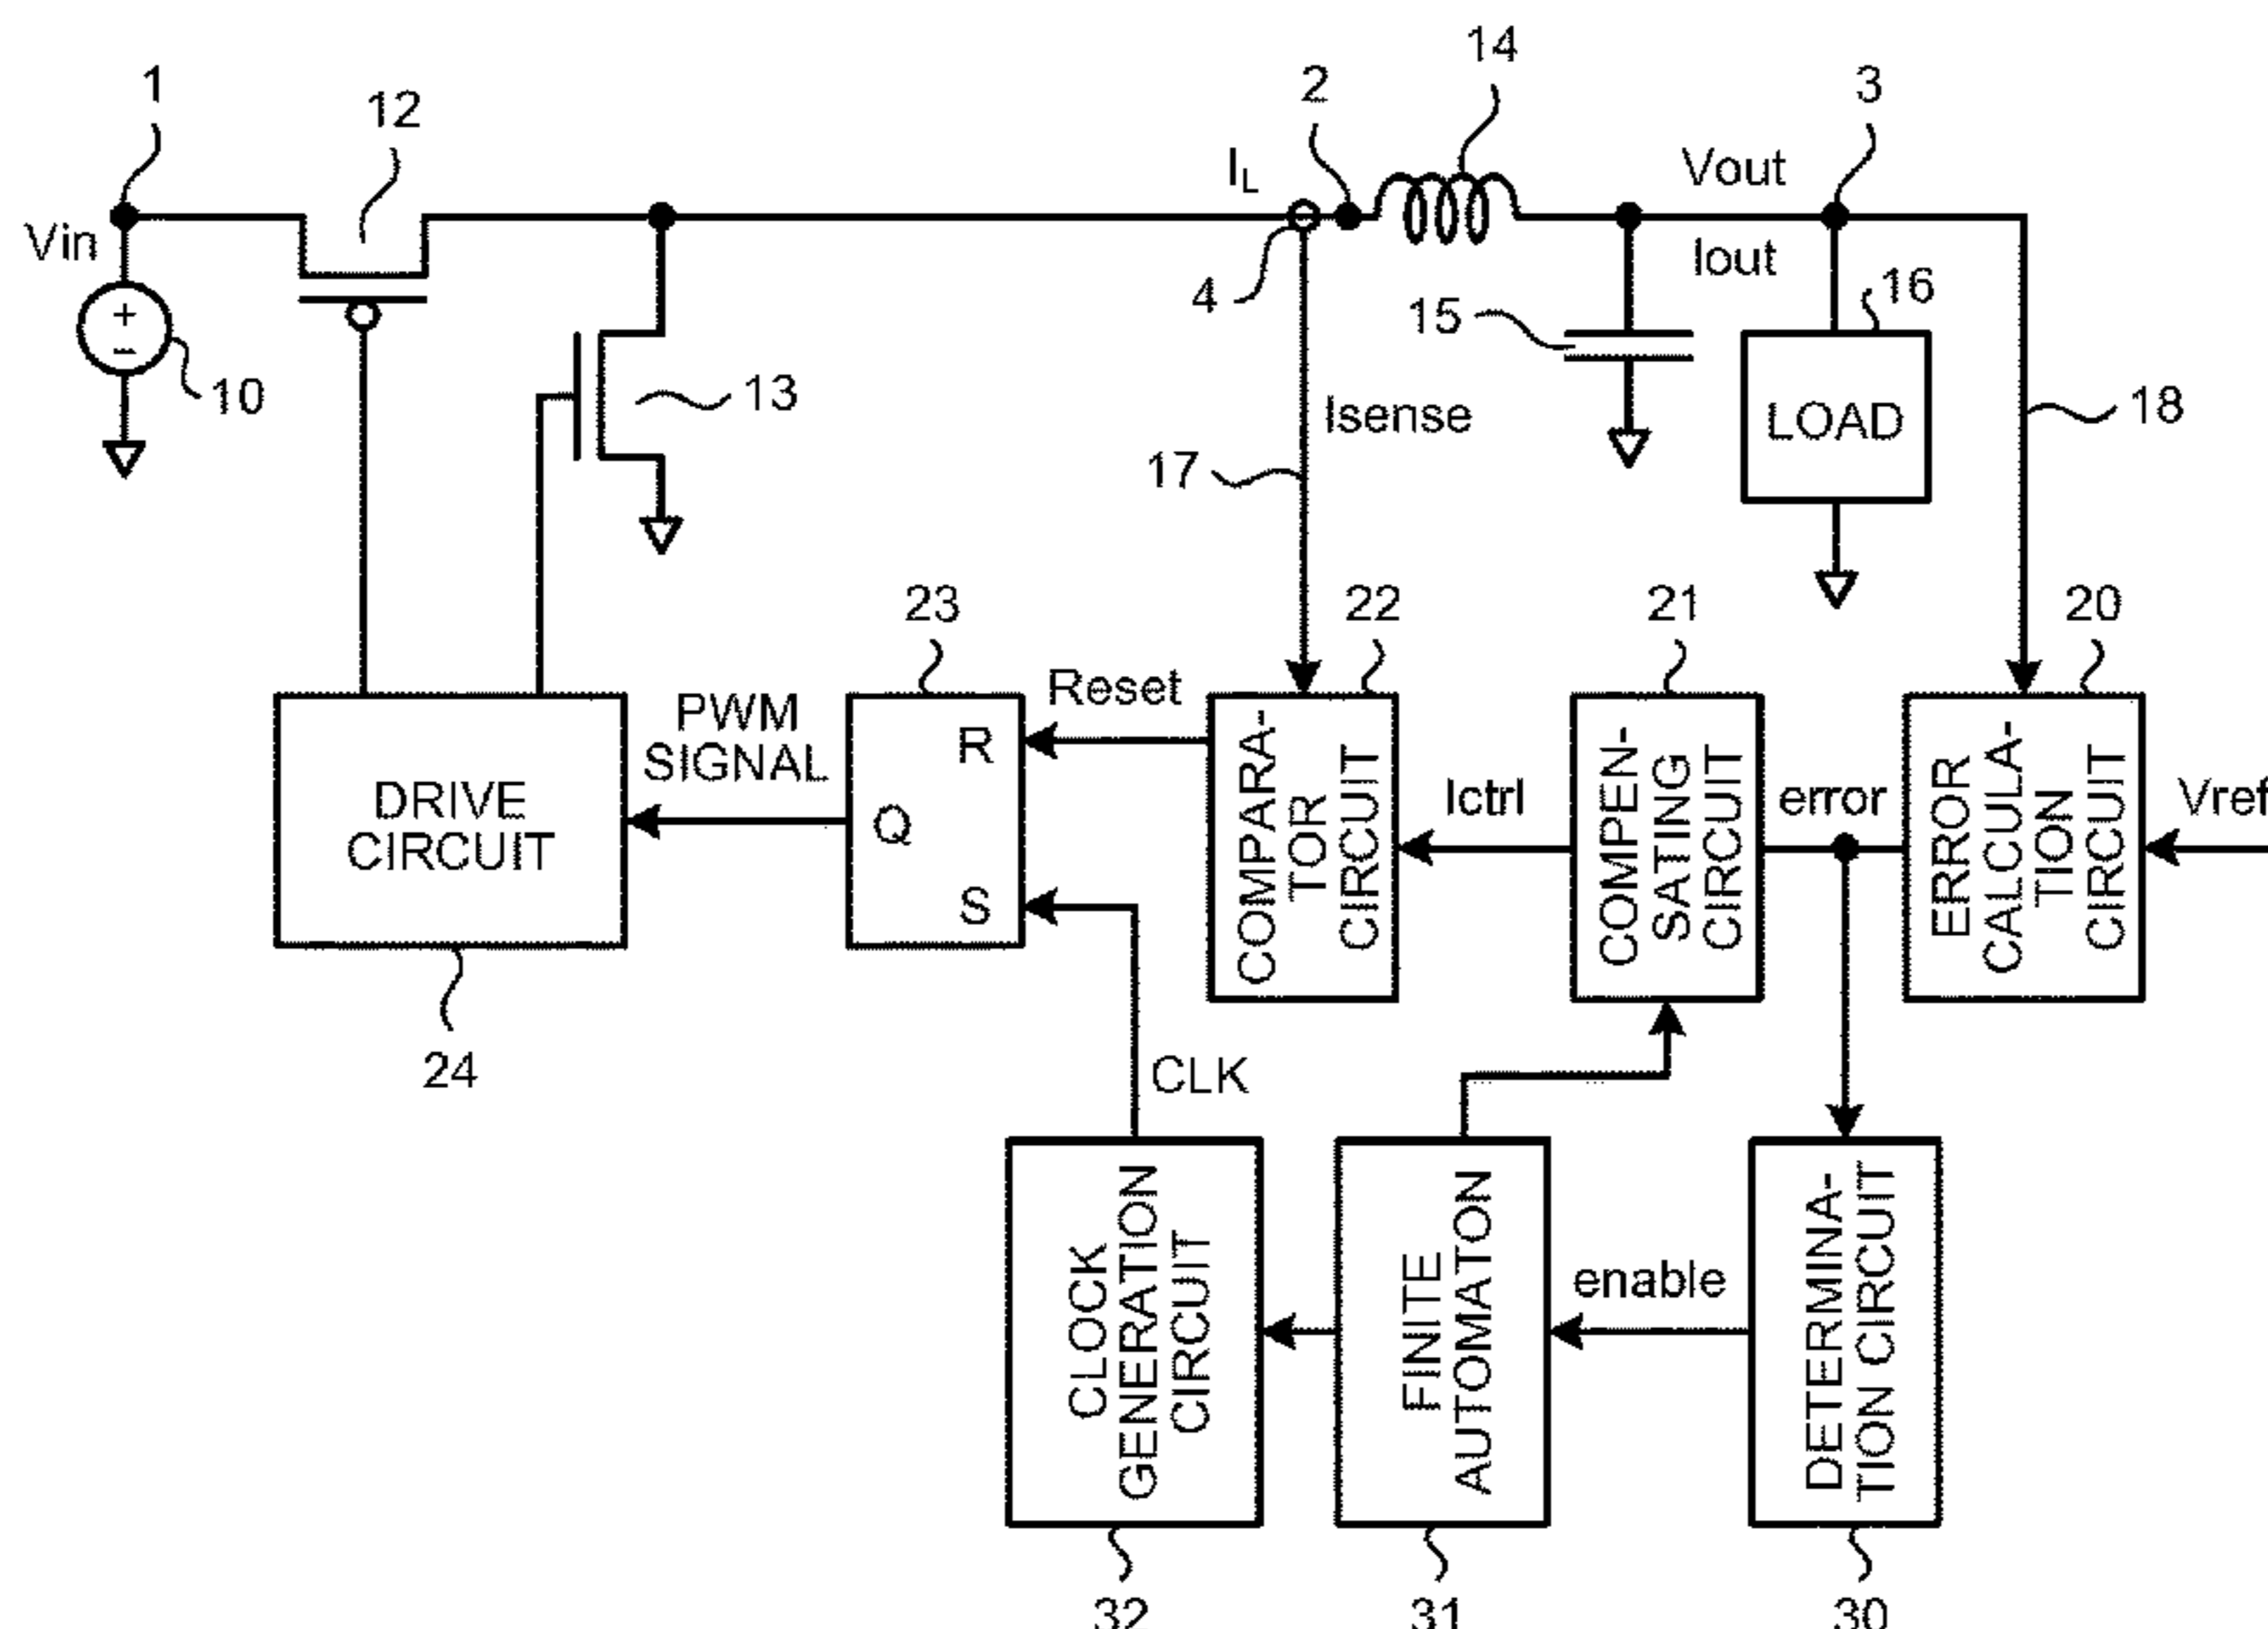 14
1
2
3
12
IL
Vout
Vin
Iout
+
−
4
16
15
10
13
Isense
LOAD
18
17
23
22
21
20
Reset
PWM
SIGNAL
R
Q
S
DRIVE
CIRCUIT
COMPARA-
TOR
CIRCUIT
Ictrl
COMPEN-
SATING
CIRCUIT
error
ERROR
CALCULA-
TION
CIRCUIT
Vref
24
CLK
CLOCK
GENERATION
CIRCUIT
FINITE
AUTOMATON
enable
DETERMINA-
TION CIRCUIT
32
31
30